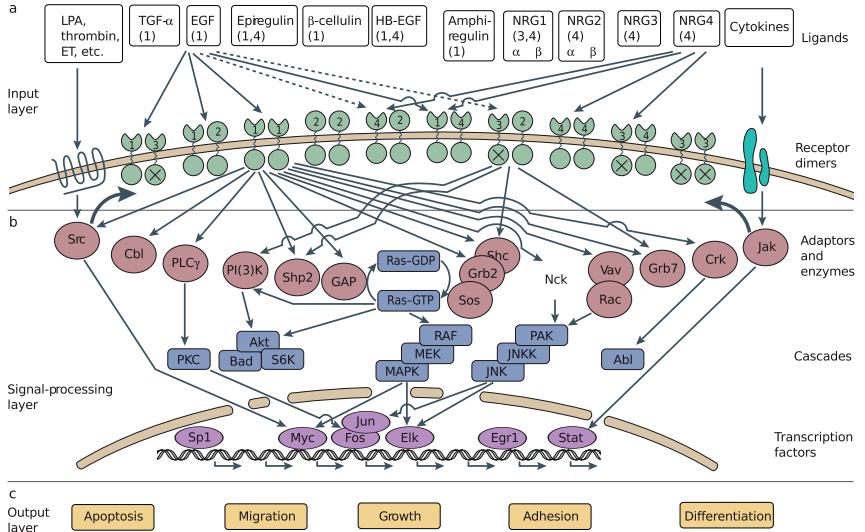 a
LPA,
thrombin,
ET, etc.
TGF-α
(1)
EGF
(1)
Epiregulin
(1,4)
β-cellulin
(1)
HB-EGF
(1,4)
Amphi-
regulin
(1)
NRG1
(3,4)
α β
NRG2
(4)
α β
NRG3
(4)
NRG4
(4)
Cytokines
Ligands
Input
layer
1 3
1 2
1 1
2 2
4 2
1 4
3 2
4 4
3 4
3 3
Receptor
dimers
b
Src
Cbl
PLCγ
PI(3)K
Shp2
GAP
Ras–GDP
Ras–GTP
Shc
Grb2
Sos
Nck
Vav
Rac
Grb7
Crk
Jak
Adaptors
and
enzymes
PKC
Akt
Bad
S6K
RAF
MEK
MAPK
PAK
JNKK
JNK
Abl
Cascades
Signal-processing
layer
Sp1
Myc
Jun
Fos
Elk
Egr1
Stat
Transcription
factors
c
Output
layer
Apoptosis
Migration
Growth
Adhesion
Differentiation